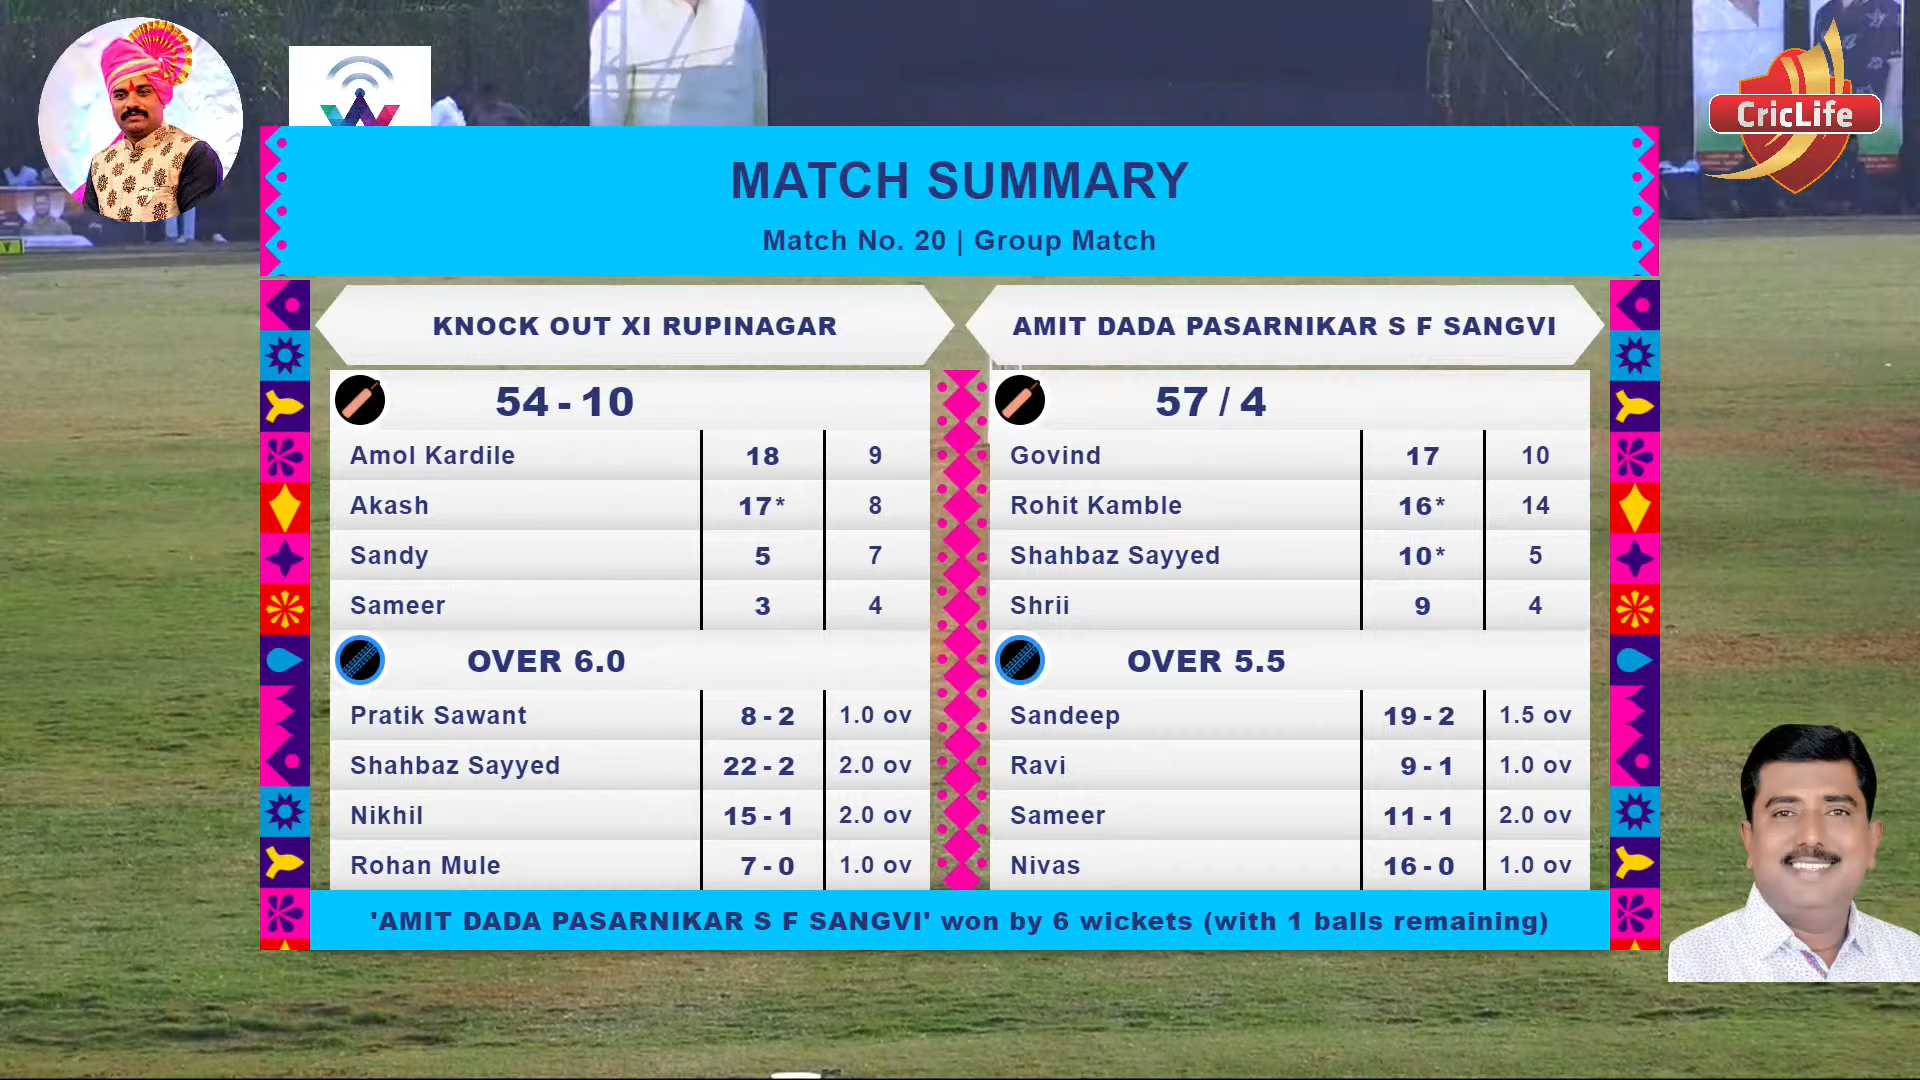 CricLife
MATCH SUMMARY
Match No. 20 | Group Match
KNOCK OUT XI RUPINAGAR
54 - 10
Amol Kardile 18 9
Akash 17* 8
Sandy 5 7
Sameer 3 4
OVER 6.0
Pratik Sawant 8 - 2 1.0 ov
Shahbaz Sayyed 22 - 2 2.0 ov
Nikhil 15 - 1 2.0 ov
Rohan Mule 7 - 0 1.0 ov
AMIT DADA PASARNIKAR S F SANGVI
57 / 4
Govind 17 10
Rohit Kamble 16* 14
Shahbaz Sayyed 10* 5
Shrii 9 4
OVER 5.5
Sandeep 19 - 2 1.5 ov
Ravi 9 - 1 1.0 ov
Sameer 11 - 1 2.0 ov
Nivas 16 - 0 1.0 ov
'AMIT DADA PASARNIKAR S F SANGVI' won by 6 wickets (with 1 balls remaining)